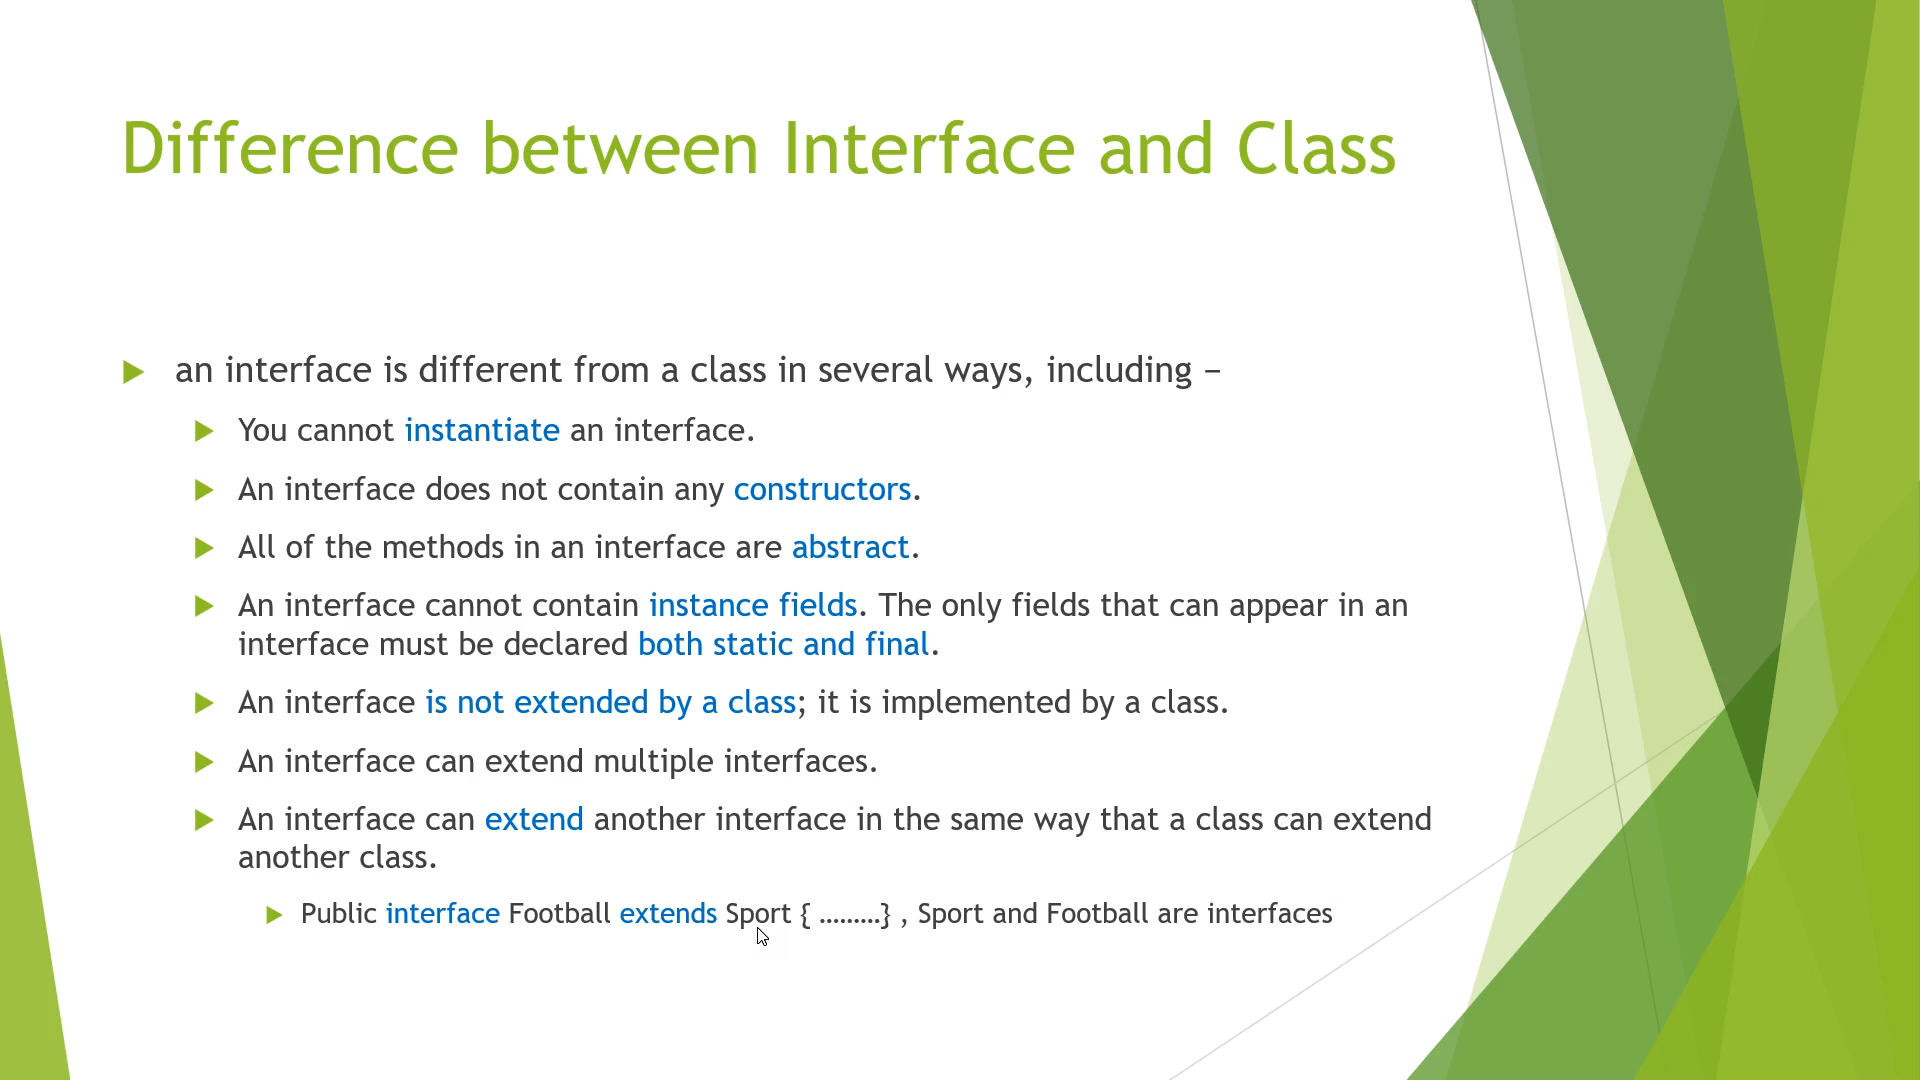 Difference between Interface and Class
an interface is different from a class in several ways, including –
You cannot instantiate an interface.
An interface does not contain any constructors.
All of the methods in an interface are abstract.
An interface cannot contain instance fields. The only fields that can appear in an
interface must be declared both static and final.
An interface is not extended by a class; it is implemented by a class.
An interface can extend multiple interfaces.
An interface can extend another interface in the same way that a class can extend
another class.
Public interface Football extends Sport { .........} , Sport and Football are interfaces